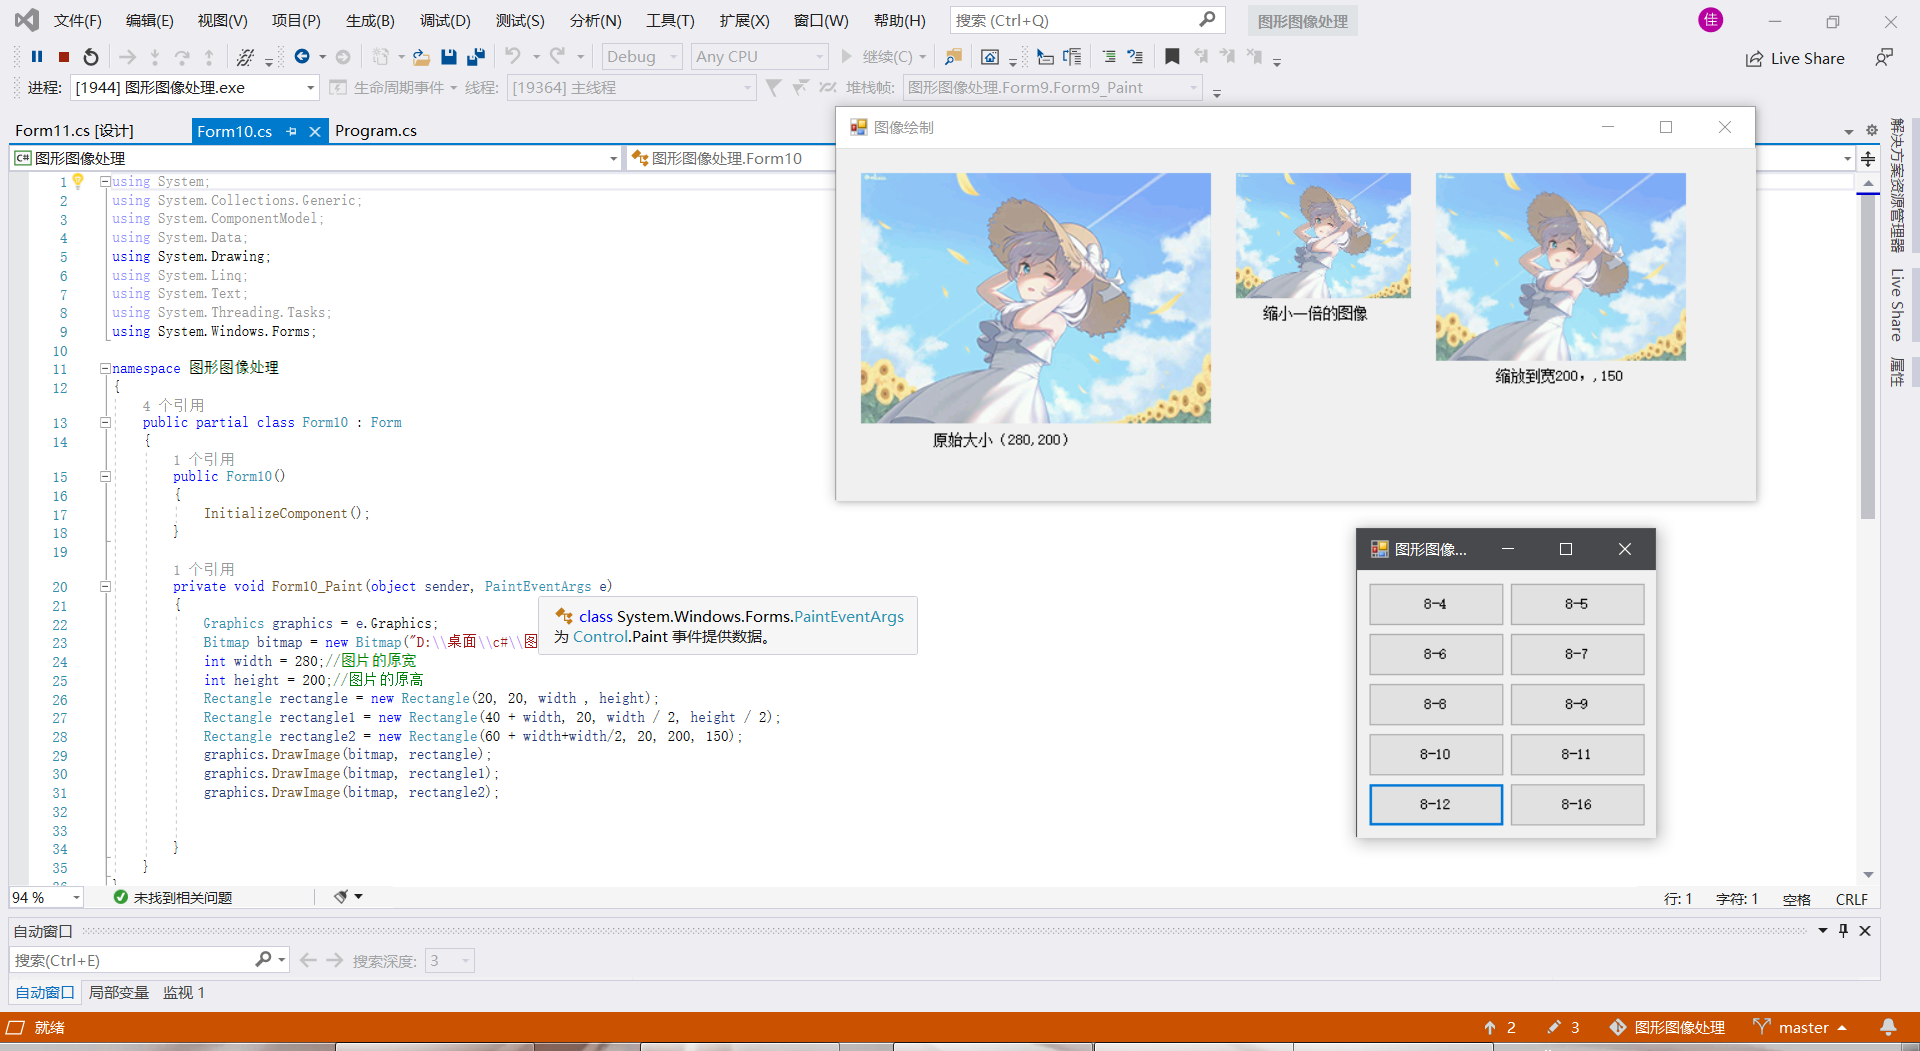 文件(F) 编辑(E) 视图(V) 项目(P) 生成(B) 调试(D) 测试(S) 分析(N) 工具(T) 扩展(X) 窗口(W) 帮助(H) 搜索 (Ctrl+Q) 图形图像处理 佳
Debug Any CPU 继续(C) Live Share
进程: [1944] 图形图像处理.exe 生命周期事件 线程: [19364] 主线程 堆栈帧: 图形图像处理.Form9.Form9_Paint
Form11.cs [设计] Form10.cs Program.cs
C# 图形图像处理 图形图像处理.Form10
1 using System;
2 using System.Collections.Generic;
3 using System.ComponentModel;
4 using System.Data;
5 using System.Drawing;
6 using System.Linq;
7 using System.Text;
8 using System.Threading.Tasks;
9 using System.Windows.Forms;
10
11 namespace 图形图像处理
12 {
4 个引用
13 public partial class Form10 : Form
14 {
1 个引用
15 public Form10()
16 {
17 InitializeComponent();
18 }
19
1 个引用
20 private void Form10_Paint(object sender, PaintEventArgs e)
21 {
22 Graphics graphics = e.Graphics;
23 Bitmap bitmap = new Bitmap("D:\\桌面\\c#\\图
24 int width = 280;//图片的原宽
25 int height = 200;//图片的原高
26 Rectangle rectangle = new Rectangle(20, 20, width , height);
27 Rectangle rectangle1 = new Rectangle(40 + width, 20, width / 2, height / 2);
28 Rectangle rectangle2 = new Rectangle(60 + width+width/2, 20, 200, 150);
29 graphics.DrawImage(bitmap, rectangle);
30 graphics.DrawImage(bitmap, rectangle1);
31 graphics.DrawImage(bitmap, rectangle2);
32
33
34 }
35 }
class System.Windows.Forms.PaintEventArgs
为 Control.Paint 事件提供数据。
图像绘制
原始大小（280,200）
缩小一倍的图像
缩放到宽200，,150
图形图像...
8-4 8-5
8-6 8-7
8-8 8-9
8-10 8-11
8-12 8-16
解决方案资源管理器
Live Share
属性
94 % 未找到相关问题 行: 1 字符: 1 空格 CRLF
自动窗口
搜索(Ctrl+E) 搜索深度: 3
自动窗口 局部变量 监视 1
就绪 2 3 图形图像处理 master